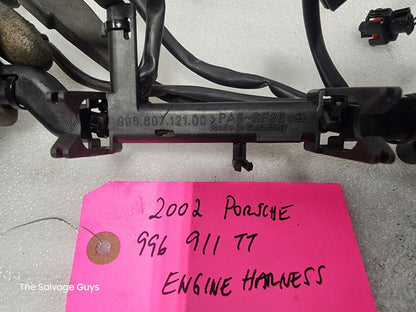 996.607.121.00 >PA6-GF30<
Made in Germany
2002 PORSCHE
996 911 TT
ENGINE HARNESS
The Salvage Guys